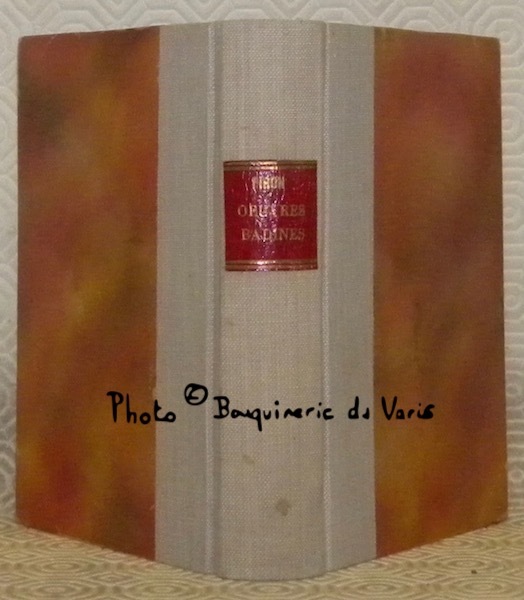 PIRON
OEUVRES
BADINES
Photo © Bouquinerie du Varis